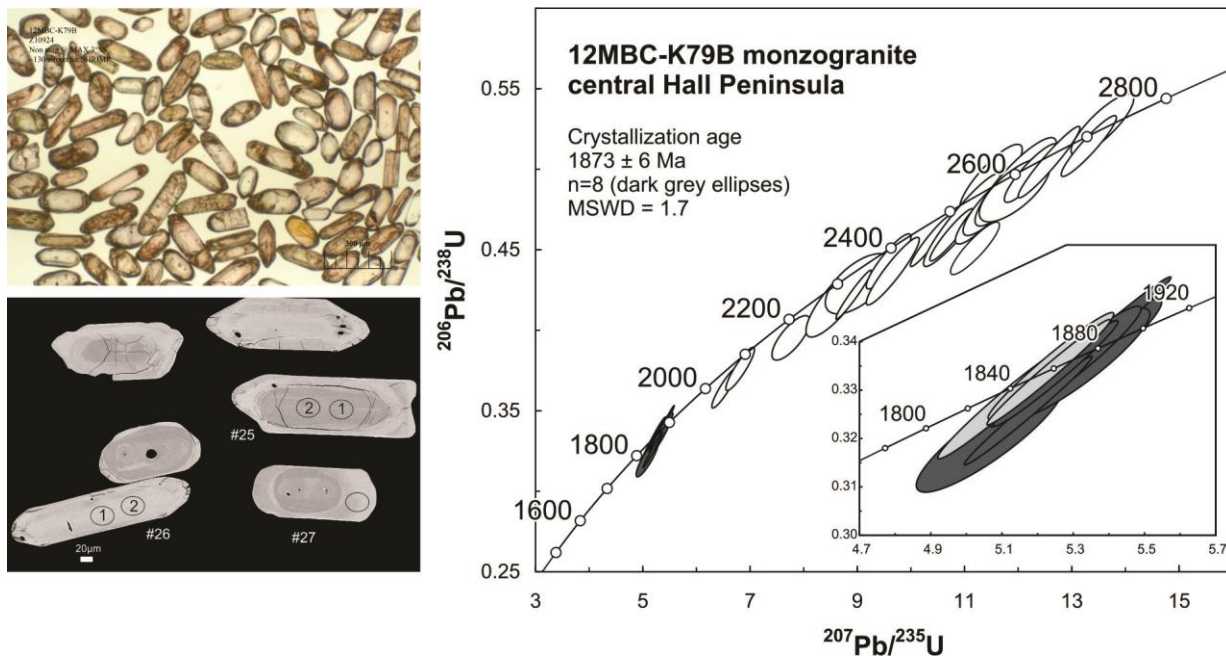 12MBC-K79B
Z10924
300 µm
#25
#26
#27
1
2
1
2
20µm
12MBC-K79B monzogranite
central Hall Peninsula
Crystallization age
1873 ± 6 Ma
n=8 (dark grey ellipses)
MSWD = 1.7
206Pb/238U
0.55
0.45
0.35
0.25
2800
2600
2400
2200
2000
1800
1600
1920
1880
1840
1800
0.34
0.33
0.32
0.31
0.30
4.7 4.9 5.1 5.3 5.5 5.7
3 5 7 9 11 13 15
207Pb/235U